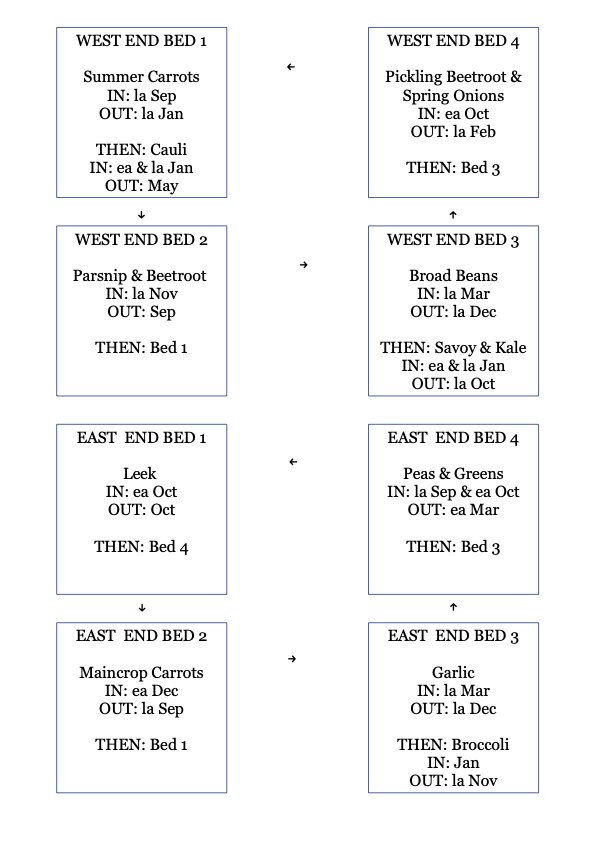 WEST END BED 1
Summer Carrots
IN: la Sep
OUT: la Jan
THEN: Cauli
IN: ea & la Jan
OUT: May
←
WEST END BED 4
Pickling Beetroot &
Spring Onions
IN: ea Oct
OUT: la Feb
THEN: Bed 3
↓
↑
WEST END BED 2
Parsnip & Beetroot
IN: la Nov
OUT: Sep
THEN: Bed 1
→
WEST END BED 3
Broad Beans
IN: la Mar
OUT: la Dec
THEN: Savoy & Kale
IN: ea & la Jan
OUT: la Oct
EAST  END BED 1
Leek
IN: ea Oct
OUT: Oct
THEN: Bed 4
←
EAST  END BED 4
Peas & Greens
IN: la Sep & ea Oct
OUT: ea Mar
THEN: Bed 3
↓
↑
EAST  END BED 2
Maincrop Carrots
IN: ea Dec
OUT: la Sep
THEN: Bed 1
→
EAST  END BED 3
Garlic
IN: la Mar
OUT: la Dec
THEN: Broccoli
IN: Jan
OUT: la Nov